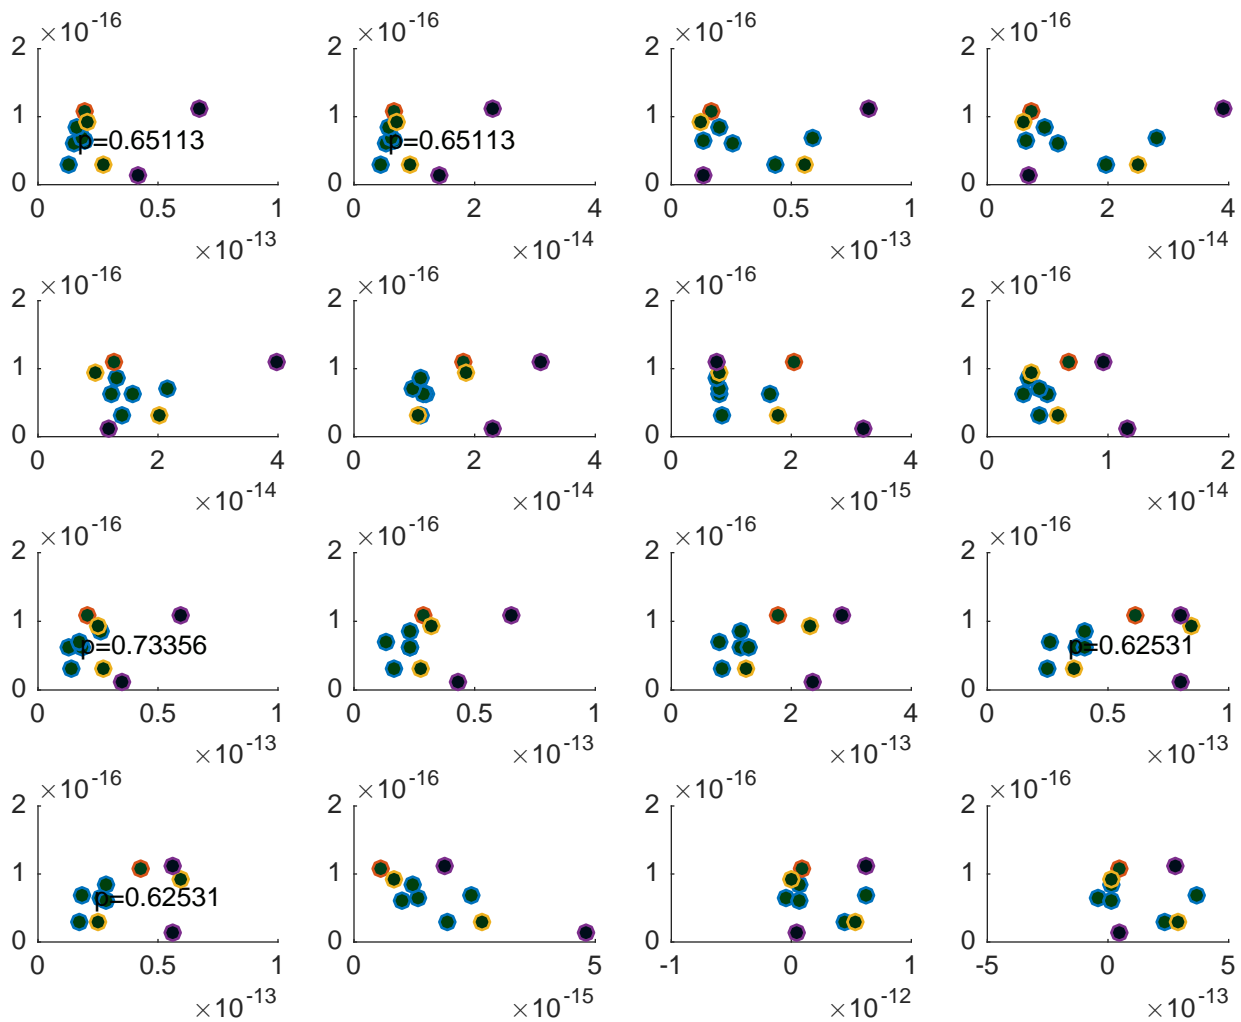 ×10-16 ×10-16 ×10-16 ×10-16
2 2 2 2
1 1 1 1
p=0.65113 p=0.65113
0 0 0 0
0 0.5 1 0 2 4 0 0.5 1 0 2 4
×10-13 ×10-14 ×10-13 ×10-14
×10-16 ×10-16 ×10-16 ×10-16
2 2 2 2
1 1 1 1
0 0 0 0
0 2 4 0 2 4 0 2 4 0 1 2
×10-14 ×10-14 ×10-15 ×10-14
×10-16 ×10-16 ×10-16 ×10-16
2 2 2 2
1 1 1 1
p=0.73356 p=0.62531
0 0 0 0
0 0.5 1 0 0.5 1 0 2 4 0 0.5 1
×10-13 ×10-13 ×10-13 ×10-13
×10-16 ×10-16 ×10-16 ×10-16
2 2 2 2
1 1 1 1
p=0.62531
0 0 0 0
0 0.5 1 0 5 -1 0 1 -5 0 5
×10-13 ×10-15 ×10-12 ×10-13